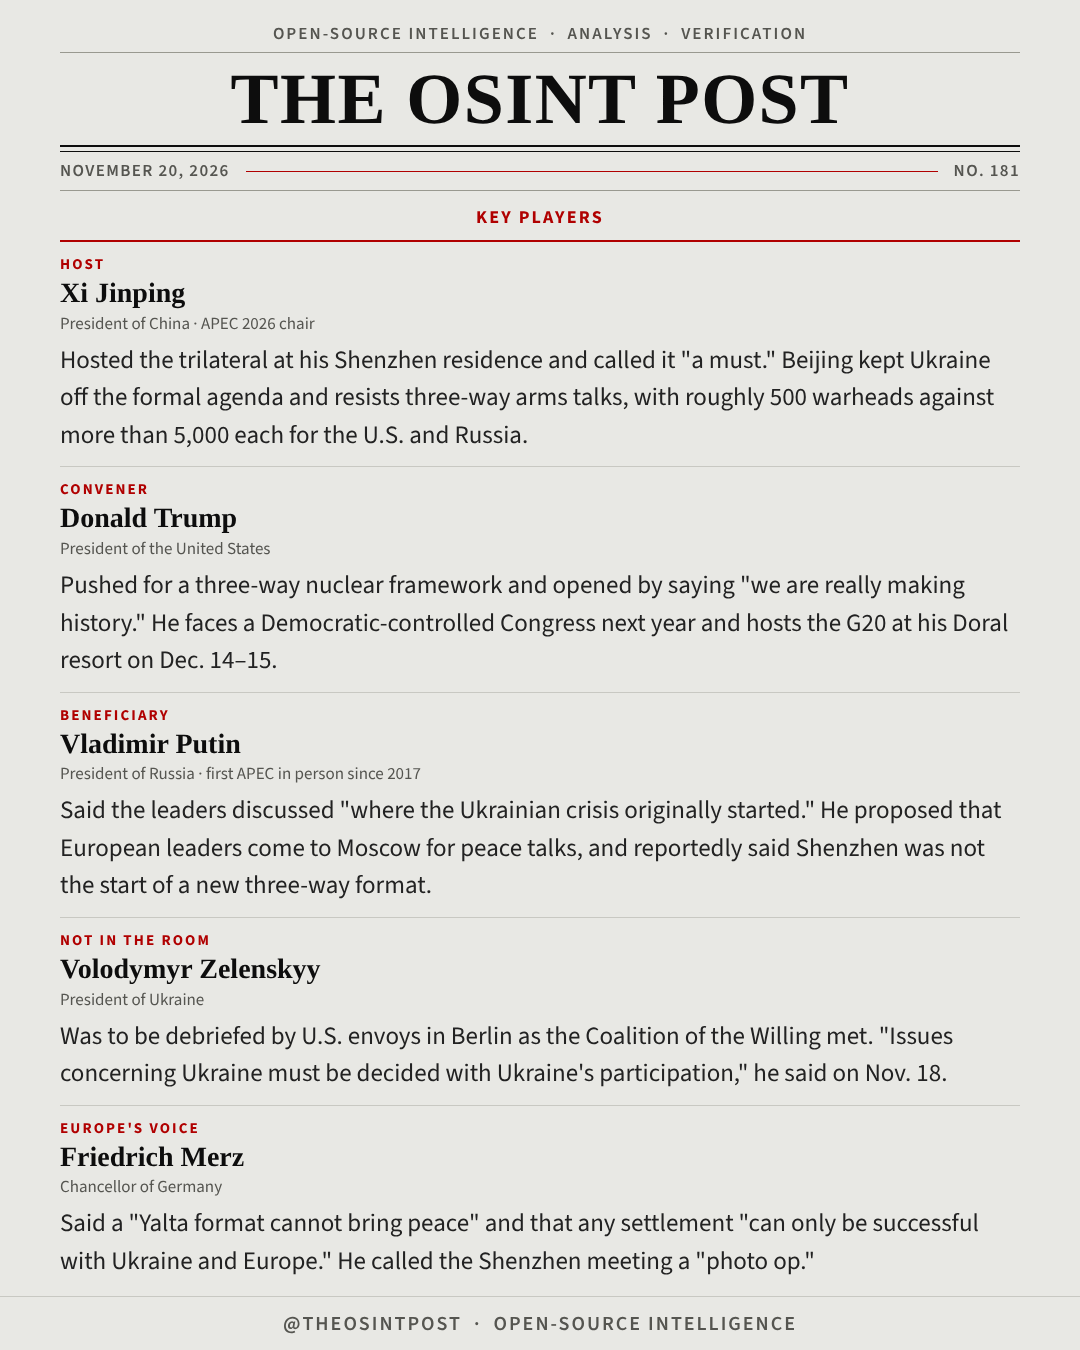 OPEN-SOURCE INTELLIGENCE · ANALYSIS · VERIFICATION
THE OSINT POST
NOVEMBER 20, 2026
NO. 181
KEY PLAYERS
HOST
Xi Jinping
President of China · APEC 2026 chair
Hosted the trilateral at his Shenzhen residence and called it "a must." Beijing kept Ukraine
off the formal agenda and resists three-way arms talks, with roughly 500 warheads against
more than 5,000 each for the U.S. and Russia.
CONVENER
Donald Trump
President of the United States
Pushed for a three-way nuclear framework and opened by saying "we are really making
history." He faces a Democratic-controlled Congress next year and hosts the G20 at his Doral
resort on Dec. 14–15.
BENEFICIARY
Vladimir Putin
President of Russia · first APEC in person since 2017
Said the leaders discussed "where the Ukrainian crisis originally started." He proposed that
European leaders come to Moscow for peace talks, and reportedly said Shenzhen was not
the start of a new three-way format.
NOT IN THE ROOM
Volodymyr Zelenskyy
President of Ukraine
Was to be debriefed by U.S. envoys in Berlin as the Coalition of the Willing met. "Issues
concerning Ukraine must be decided with Ukraine's participation," he said on Nov. 18.
EUROPE'S VOICE
Friedrich Merz
Chancellor of Germany
Said a "Yalta format cannot bring peace" and that any settlement "can only be successful
with Ukraine and Europe." He called the Shenzhen meeting a "photo op."
@THEOSINTPOST · OPEN-SOURCE INTELLIGENCE